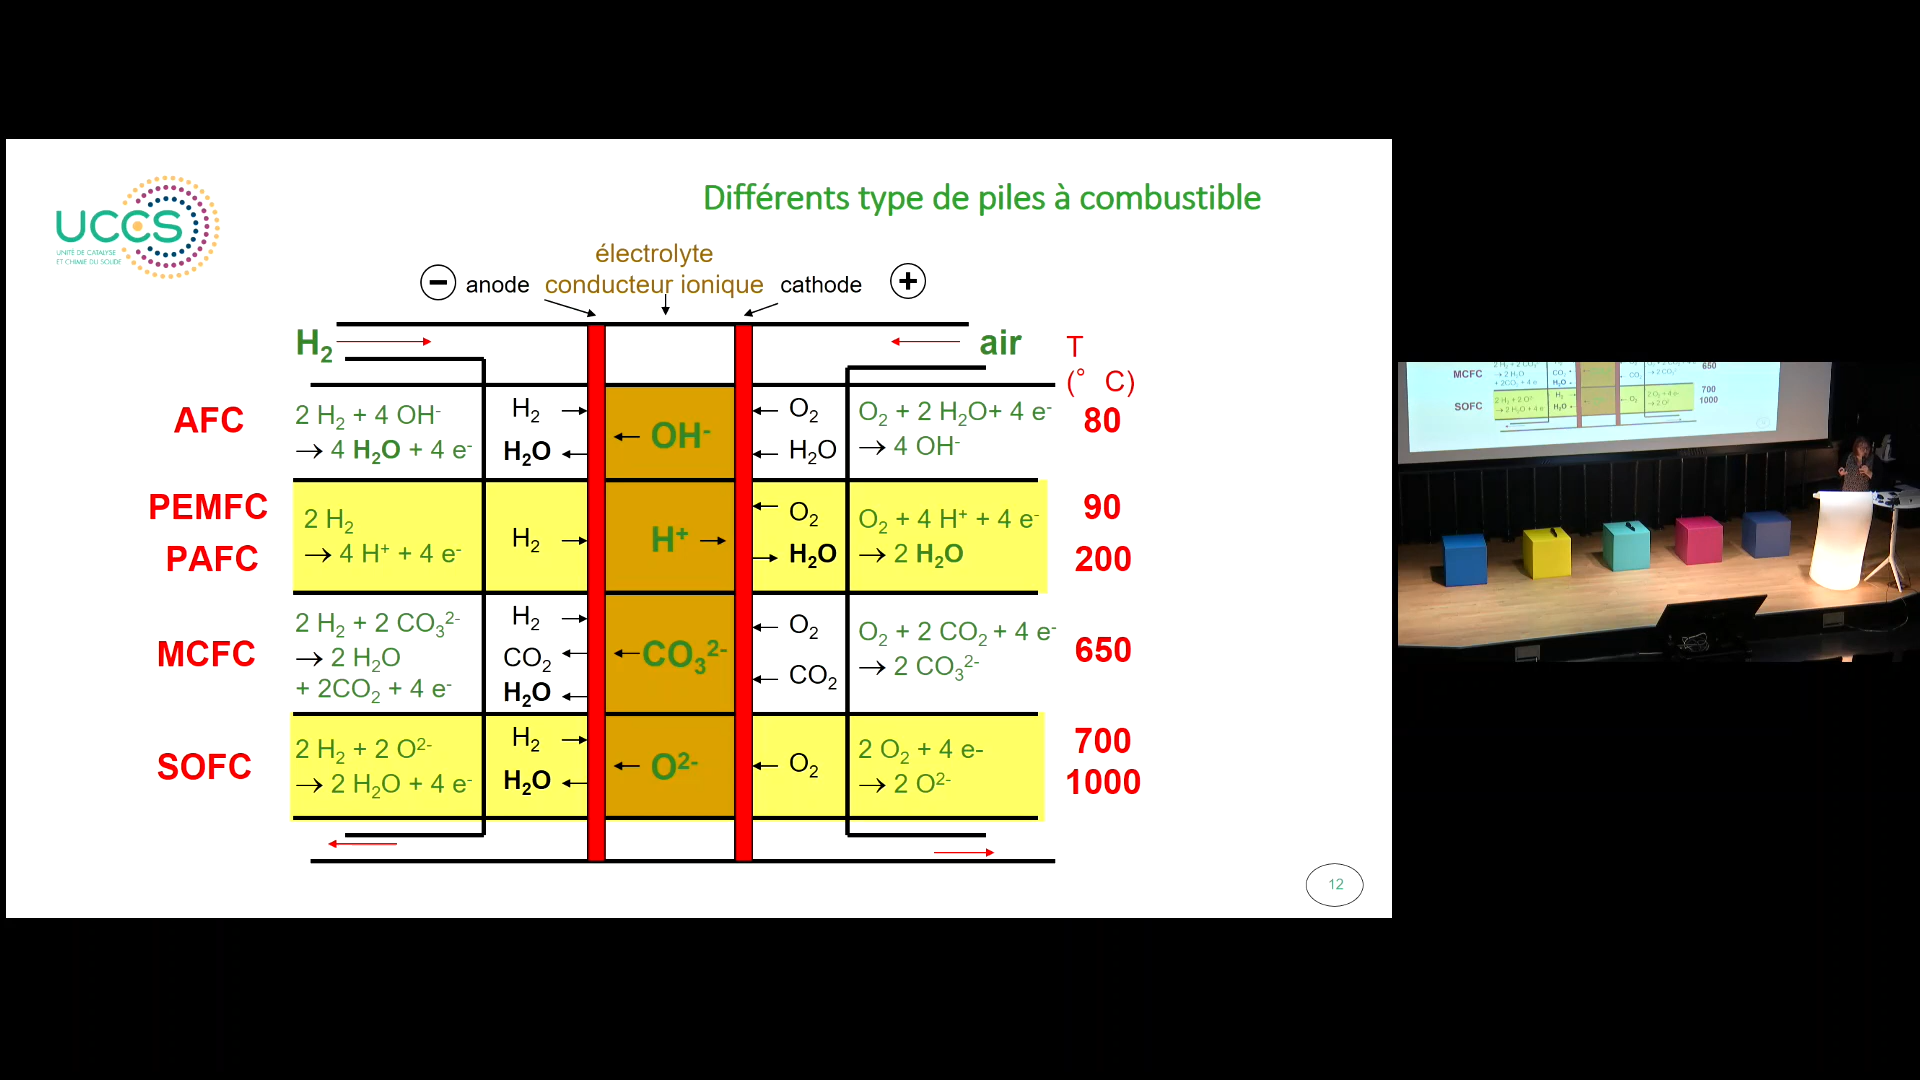 UCCS
UNITÉ DE CATALYSE
ET CHIMIE DU SOLIDE
Différents type de piles à combustible
électrolyte
− anode conducteur ionique cathode +
H₂ air T
(° C)
AFC 2 H₂ + 4 OH⁻ H₂ OH⁻ O₂ O₂ + 2 H₂O+ 4 e⁻ 80
→ 4 H₂O + 4 e⁻ H₂O H₂O → 4 OH⁻
PEMFC 2 H₂ O₂ O₂ + 4 H⁺ + 4 e⁻ 90
H₂ H⁺
PAFC → 4 H⁺ + 4 e⁻ H₂O → 2 H₂O 200
2 H₂ + 2 CO₃²⁻ H₂ O₂ O₂ + 2 CO₂ + 4 e⁻
MCFC → 2 H₂O CO₂ CO₃²⁻ CO₂ → 2 CO₃²⁻ 650
+ 2CO₂ + 4 e⁻ H₂O
2 H₂ + 2 O²⁻ H₂ 2 O₂ + 4 e- 700
SOFC O²⁻ O₂
→ 2 H₂O + 4 e⁻ H₂O → 2 O²⁻ 1000
12
MCFC 650
SOFC 700
1000